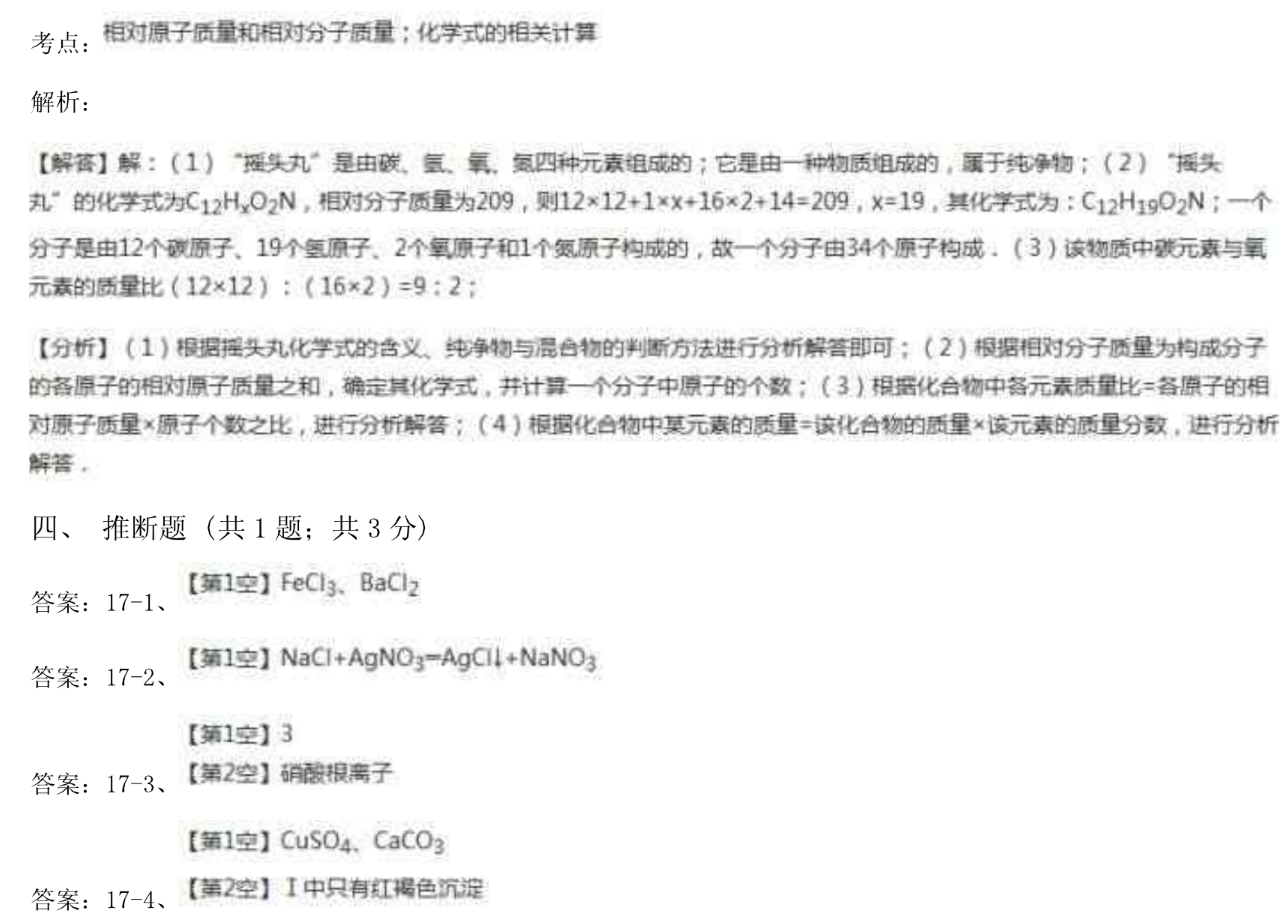 考点：相对原子质量和相对分子质量；化学式的相关计算
解析：
【解答】解：（1）“摇头丸”是由碳、氢、氧、氮四种元素组成的；它是由一种物质组成的，属于纯净物；（2）“摇头
丸”的化学式为C₁₂HₓO₂N，相对分子质量为209，则12×12+1×x+16×2+14=209，x=19，其化学式为：C₁₂H₁₉O₂N；一个
分子是由12个碳原子、19个氢原子、2个氧原子和1个氮原子构成的，故一个分子由34个原子构成．（3）该物质中碳元素与氧
元素的质量比（12×12）：（16×2）=9：2；
【分析】（1）根据摇头丸化学式的含义、纯净物与混合物的判断方法进行分析解答即可；（2）根据相对分子质量为构成分子
的各原子的相对原子质量之和，确定其化学式，并计算一个分子中原子的个数；（3）根据化合物中各元素质量比=各原子的相
对原子质量×原子个数之比，进行分析解答；（4）根据化合物中某元素的质量=该化合物的质量×该元素的质量分数，进行分析
解答．
四、 推断题（共1题；共3分）
答案：17-1、【第1空】FeCl₃、BaCl₂
答案：17-2、【第1空】NaCl+AgNO₃=AgCl↓+NaNO₃
【第1空】3
答案：17-3、【第2空】硝酸根离子
【第1空】CuSO₄、CaCO₃
答案：17-4、【第2空】Ⅰ中只有红褐色沉淀